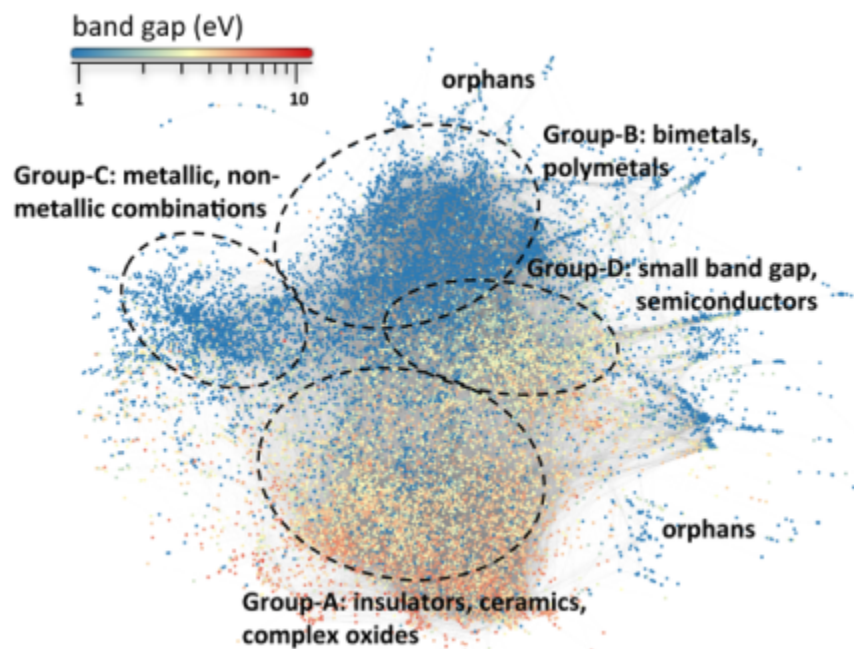 band gap (eV)
1
10
orphans
Group-B: bimetals,
polymetals
Group-C: metallic, non-
metallic combinations
Group-D: small band gap,
semiconductors
orphans
Group-A: insulators, ceramics,
complex oxides